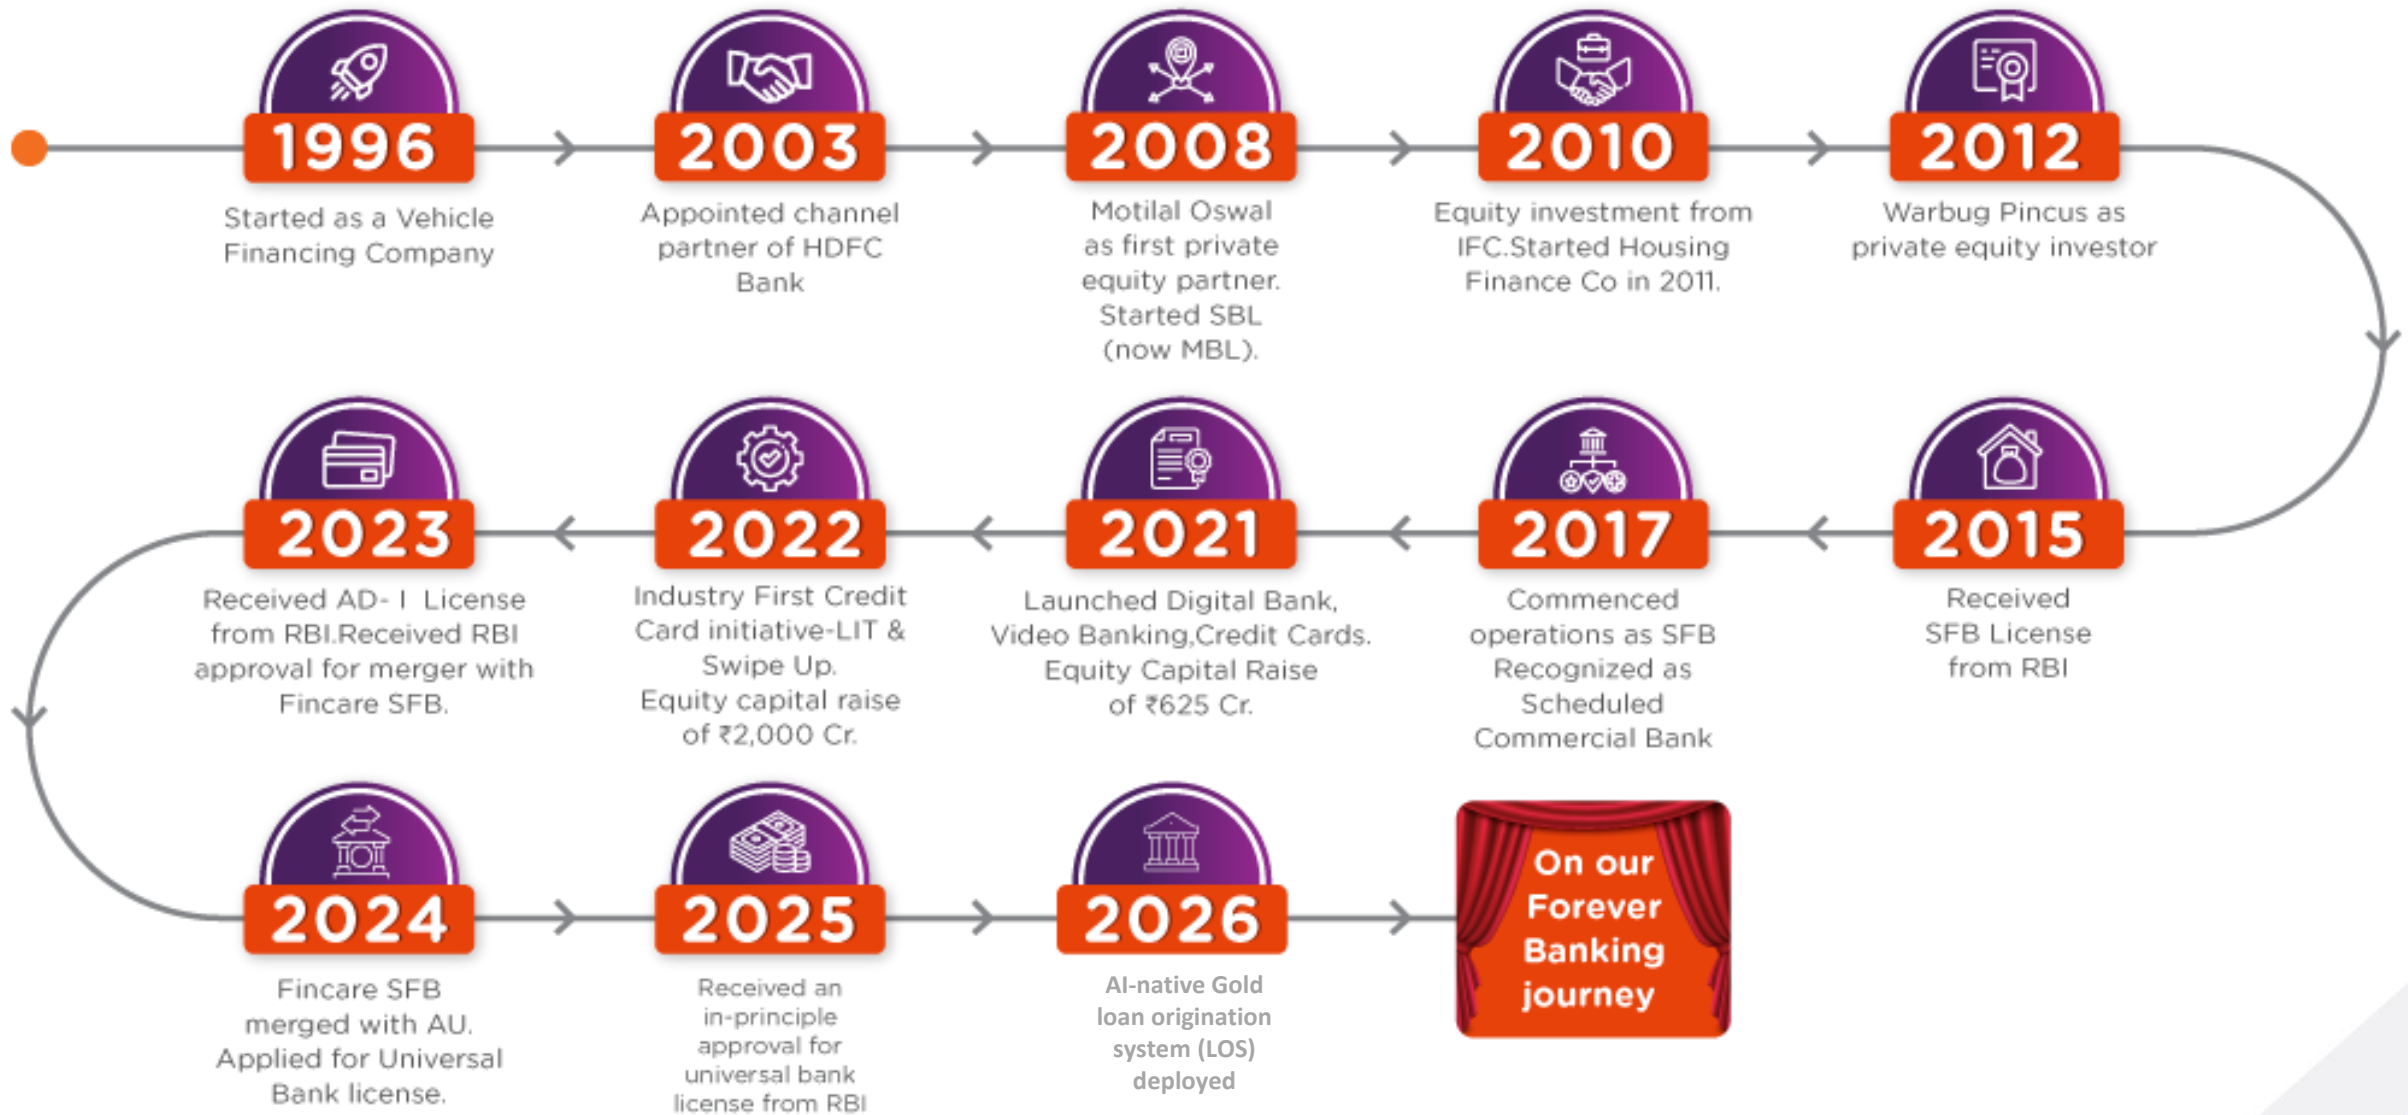 1996
Started as a Vehicle
Financing Company
2003
Appointed channel
partner of HDFC
Bank
2008
Motilal Oswal
as first private
equity partner.
Started SBL
(now MBL).
2010
Equity investment from
IFC.Started Housing
Finance Co in 2011.
2012
Warbug Pincus as
private equity investor
2015
Received
SFB License
from RBI
2017
Commenced
operations as SFB
Recognized as
Scheduled
Commercial Bank
2021
Launched Digital Bank,
Video Banking,Credit Cards.
Equity Capital Raise
of ₹625 Cr.
2022
Industry First Credit
Card initiative-LIT &
Swipe Up.
Equity capital raise
of ₹2,000 Cr.
2023
Received AD- I License
from RBI.Received RBI
approval for merger with
Fincare SFB.
2024
Fincare SFB
merged with AU.
Applied for Universal
Bank license.
2025
Received an
in-principle
approval for
universal bank
license from RBI
2026
AI-native Gold
loan origination
system (LOS)
deployed
On our
Forever
Banking
journey